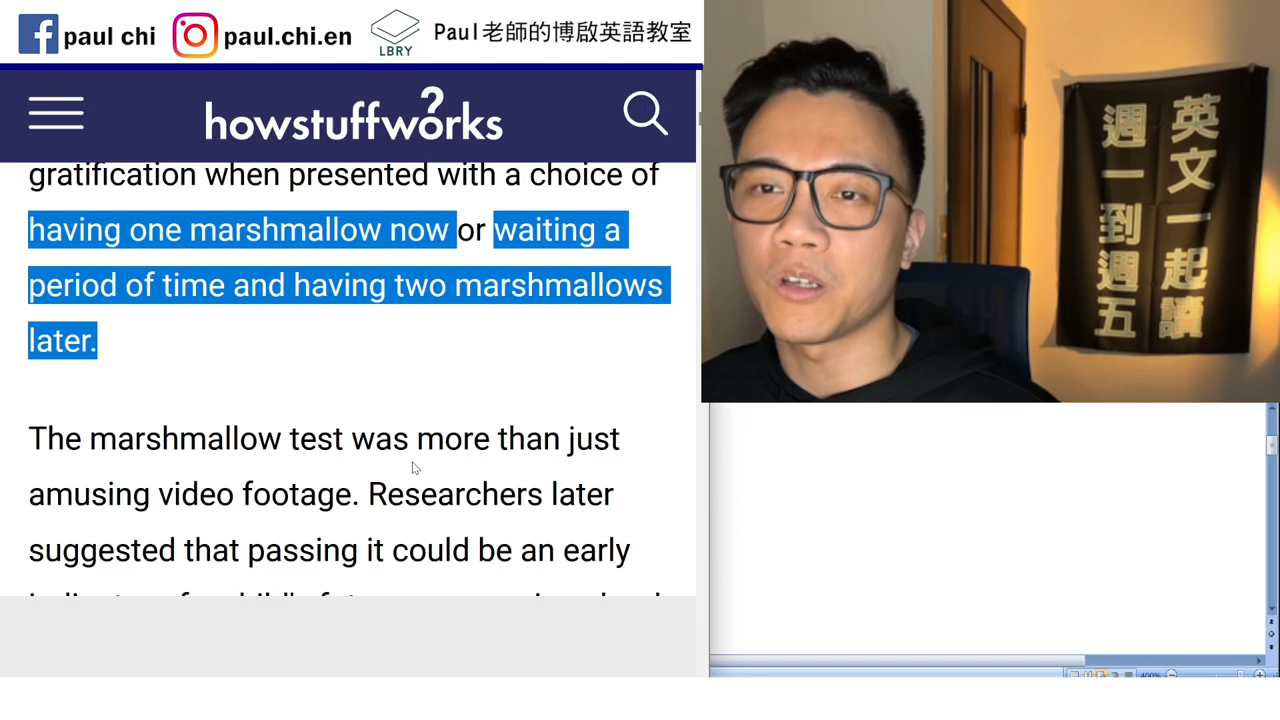 paul chi
paul.chi.en
LBRY
Paul老師的博啟英語教室
howstuffworks
gratification when presented with a choice of
having one marshmallow now or waiting a
period of time and having two marshmallows
later.
The marshmallow test was more than just
amusing video footage. Researchers later
suggested that passing it could be an early
英文一起讀
週一到週五
400%